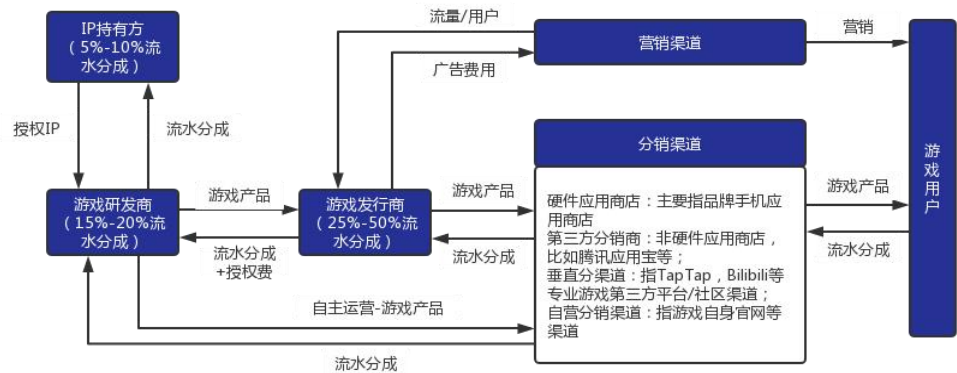 IP持有方
（5%-10%流
水分成）
流量/用户
营销渠道
营销
广告费用
授权IP
流水分成
分销渠道
游戏用户
游戏研发商
（15%-20%流
水分成）
游戏产品
游戏发行商
（25%-50%流
水分成）
游戏产品
游戏产品
流水分成
+授权费
流水分成
流水分成
硬件应用商店：主要指品牌手机应
用商店
第三方分销商：非硬件应用商店，
比如腾讯应用宝等；
垂直分渠道：指TapTap，Bilibili等
专业游戏第三方平台/社区渠道；
自营分销渠道：指游戏自身官网等
渠道
自主运营-游戏产品
流水分成